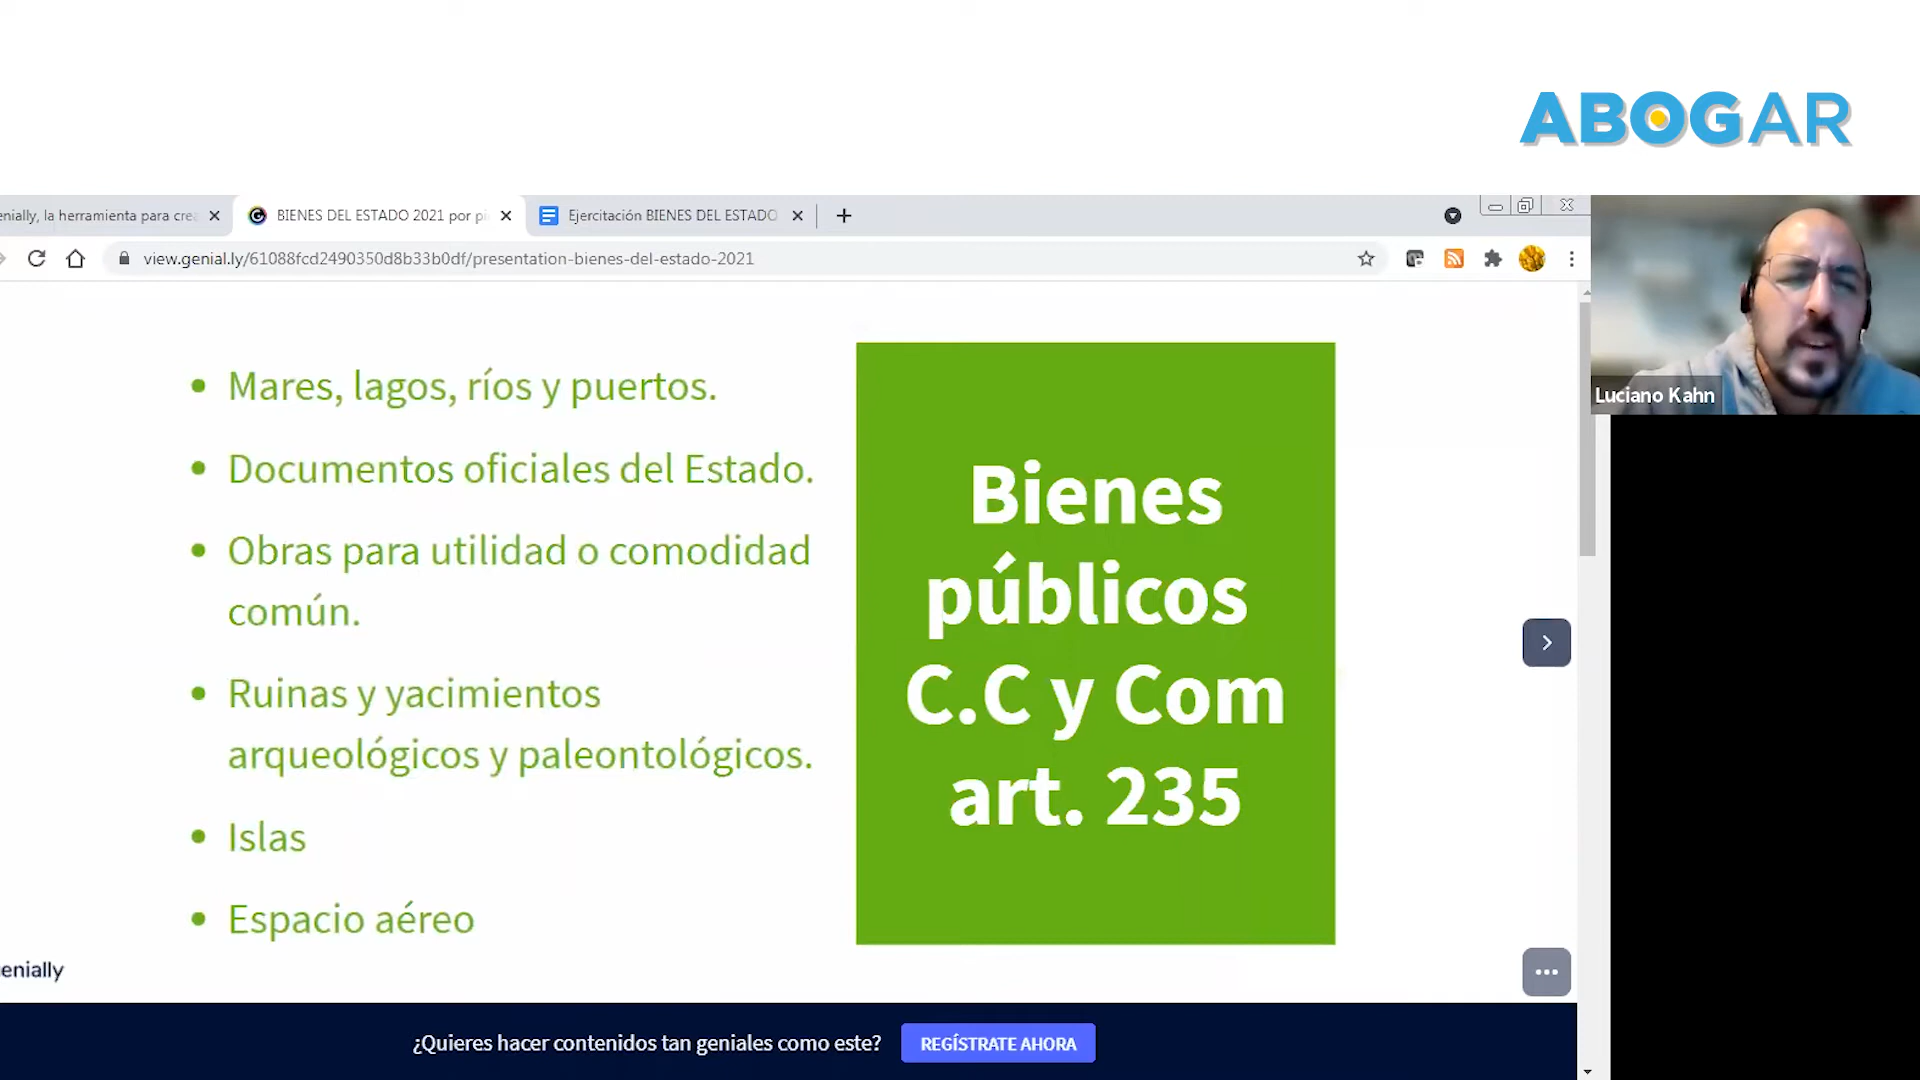 ABOGAR
enially, la herramienta para crea
BIENES DEL ESTADO 2021 por pi
Ejercitación BIENES DEL ESTADO
view.genial.ly/61088fcd2490350d8b33b0df/presentation-bienes-del-estado-2021
Luciano Kahn
• Mares, lagos, ríos y puertos.
• Documentos oficiales del Estado.
• Obras para utilidad o comodidad
común.
• Ruinas y yacimientos
arqueológicos y paleontológicos.
• Islas
• Espacio aéreo
Bienes
públicos
C.C y Com
art. 235
enially
¿Quieres hacer contenidos tan geniales como este?
REGÍSTRATE AHORA